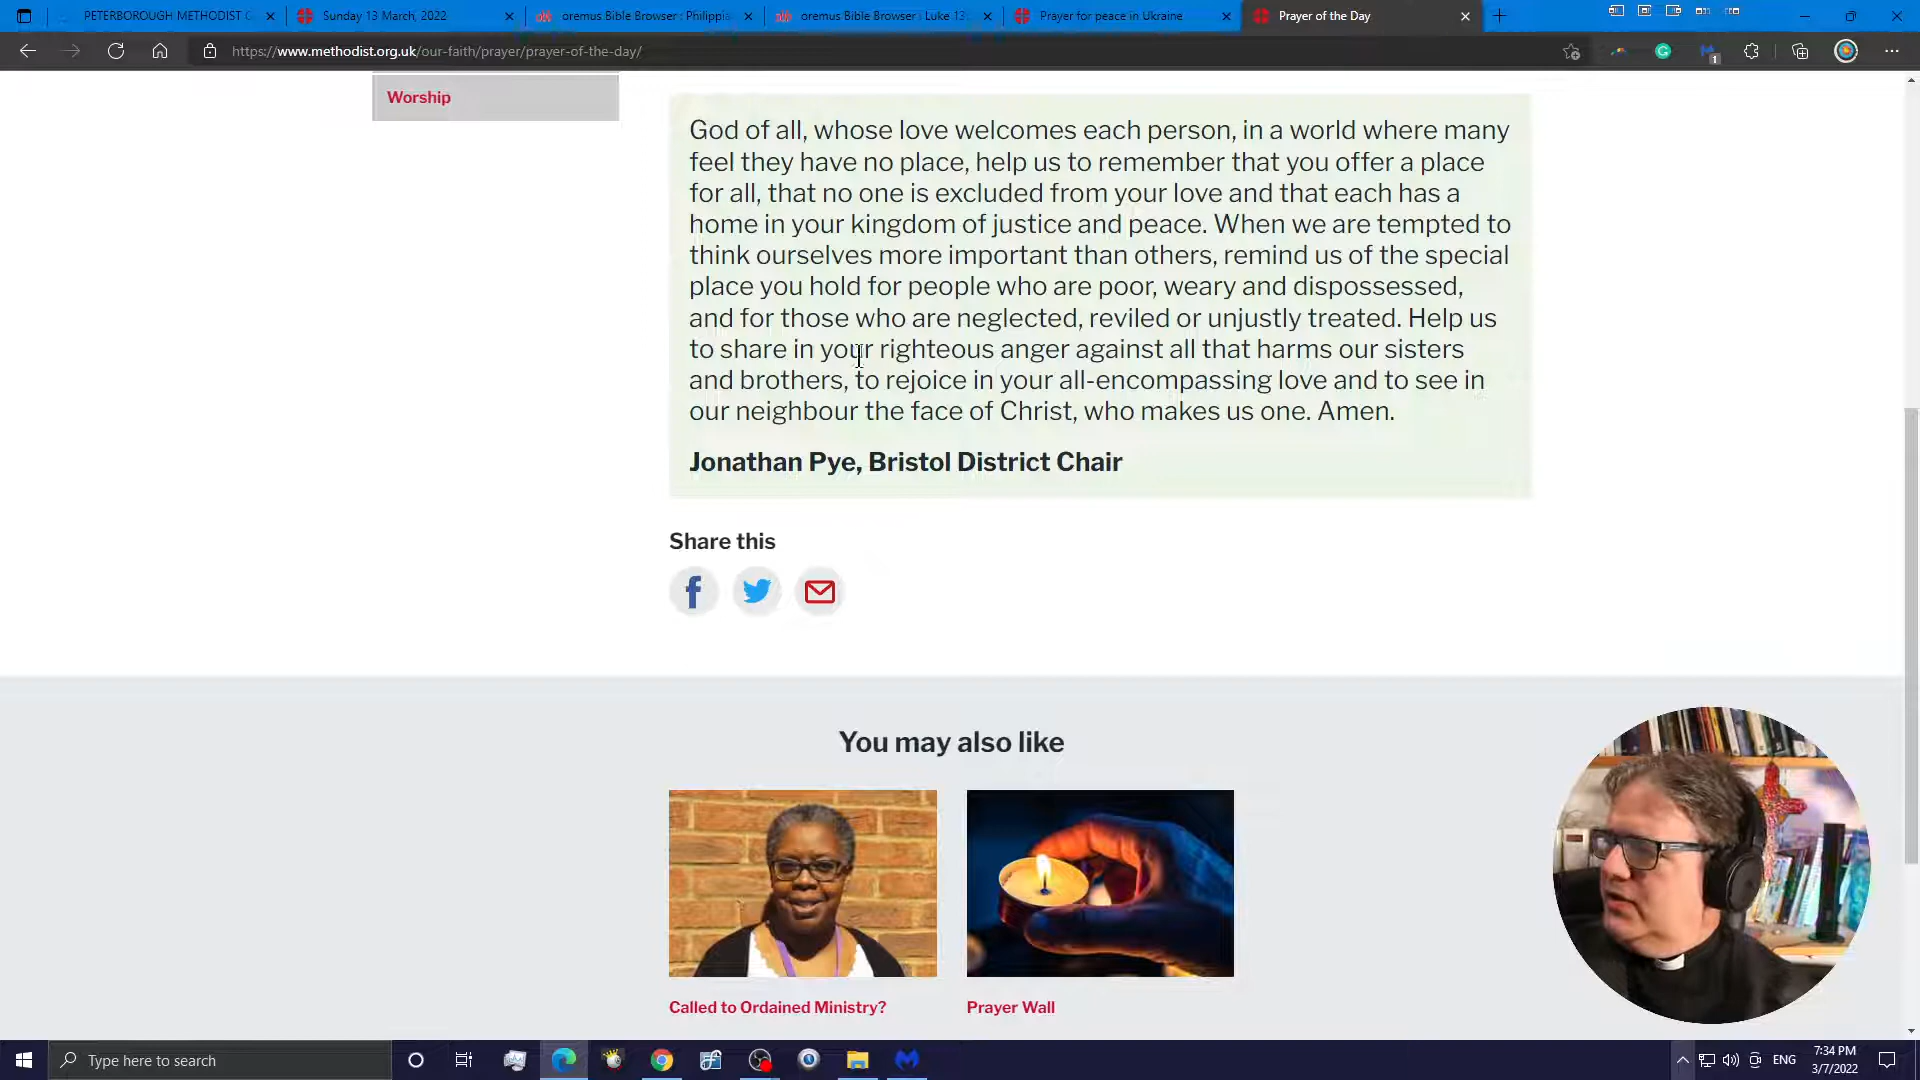 PETERBOROUGH METHODIST C
Sunday 13 March, 2022
oremus Bible Browser : Philippia
oremus Bible Browser : Luke 13:
Prayer for peace in Ukraine
Prayer of the Day
https://www.methodist.org.uk/our-faith/prayer/prayer-of-the-day/
1
Worship
God of all, whose love welcomes each person, in a world where many
feel they have no place, help us to remember that you offer a place
for all, that no one is excluded from your love and that each has a
home in your kingdom of justice and peace. When we are tempted to
think ourselves more important than others, remind us of the special
place you hold for people who are poor, weary and dispossessed,
and for those who are neglected, reviled or unjustly treated. Help us
to share in your righteous anger against all that harms our sisters
and brothers, to rejoice in your all-encompassing love and to see in
our neighbour the face of Christ, who makes us one. Amen.
Jonathan Pye, Bristol District Chair
Share this
You may also like
Called to Ordained Ministry?
Prayer Wall
Type here to search
ENG
7:34 PM
3/7/2022